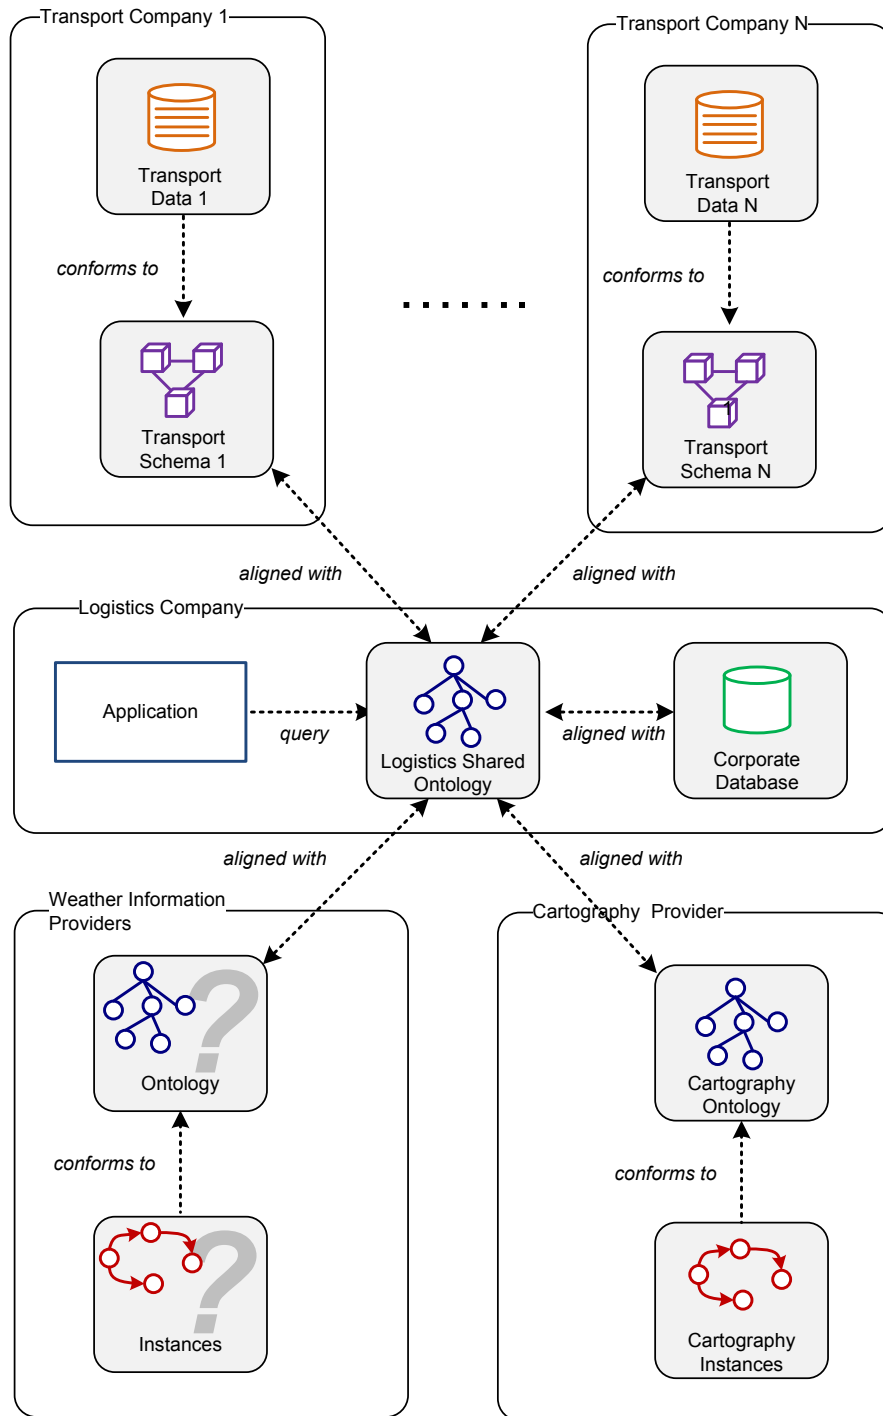 Transport Company 1
Transport Company N
Transport
Data 1
Transport
Data N
conforms to
conforms to
.......
1
Transport
Schema 1
Transport
Schema N
aligned with
aligned with
Logistics Company
Application
query
Logistics Shared
Ontology
aligned with
Corporate
Database
aligned with
aligned with
Weather Information
Providers
Cartography Provider
?
Ontology
Cartography
Ontology
conforms to
conforms to
?
Instances
Cartography
Instances